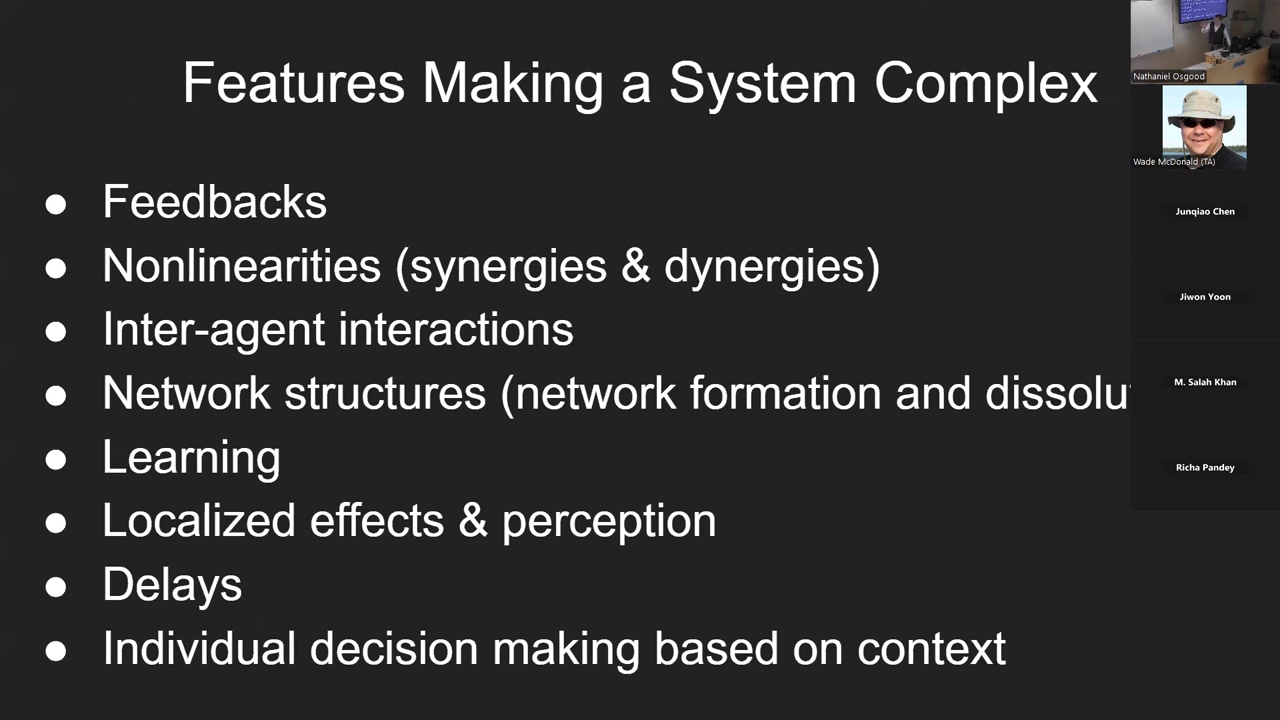 Features Making a System Complex
● Feedbacks
● Nonlinearities (synergies & dynergies)
● Inter-agent interactions
● Network structures (network formation and dissolut
● Learning
● Localized effects & perception
● Delays
● Individual decision making based on context
Nathaniel Osgood
Wade McDonald (TA)
Junqiao Chen
Jiwon Yoon
M. Salah Khan
Richa Pandey